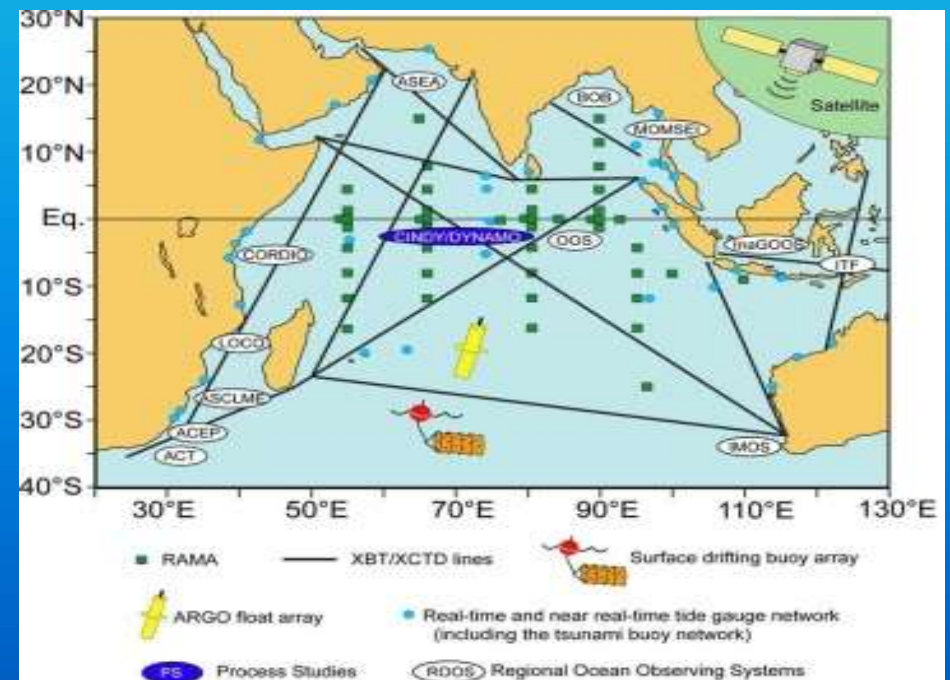 30°N
20°N
10°N
Eq.
10°S
20°S
30°S
40°S
30°E
50°E
70°E
90°E
110°E
130°E
Satellite
ASEA
BOB
MOMSEI
CINDY/DYNAMO
OOS
InaGOOS
ITF
CORDIO
LOCO
ASCLME
ACEP
ACT
IMOS
RAMA
XBT/XCTD lines
Surface drifting buoy array
ARGO float array
Real-time and near real-time tide gauge network
(including the tsunami buoy network)
PS Process Studies
ROOS Regional Ocean Observing Systems